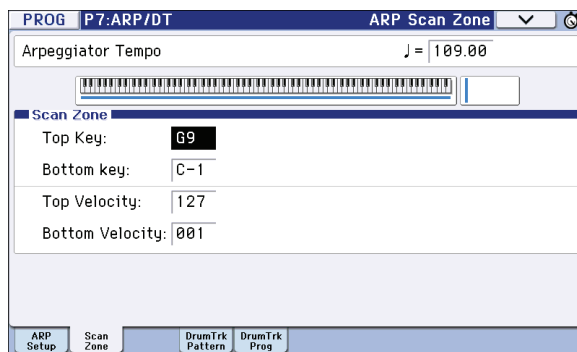 PROG P7:ARP/DT ARP Scan Zone
Arpeggiator Tempo ♩= 109.00
Scan Zone
Top Key: G9
Bottom key: C-1
Top Velocity: 127
Bottom Velocity: 001
ARP Setup Scan Zone DrumTrk Pattern DrumTrk Prog